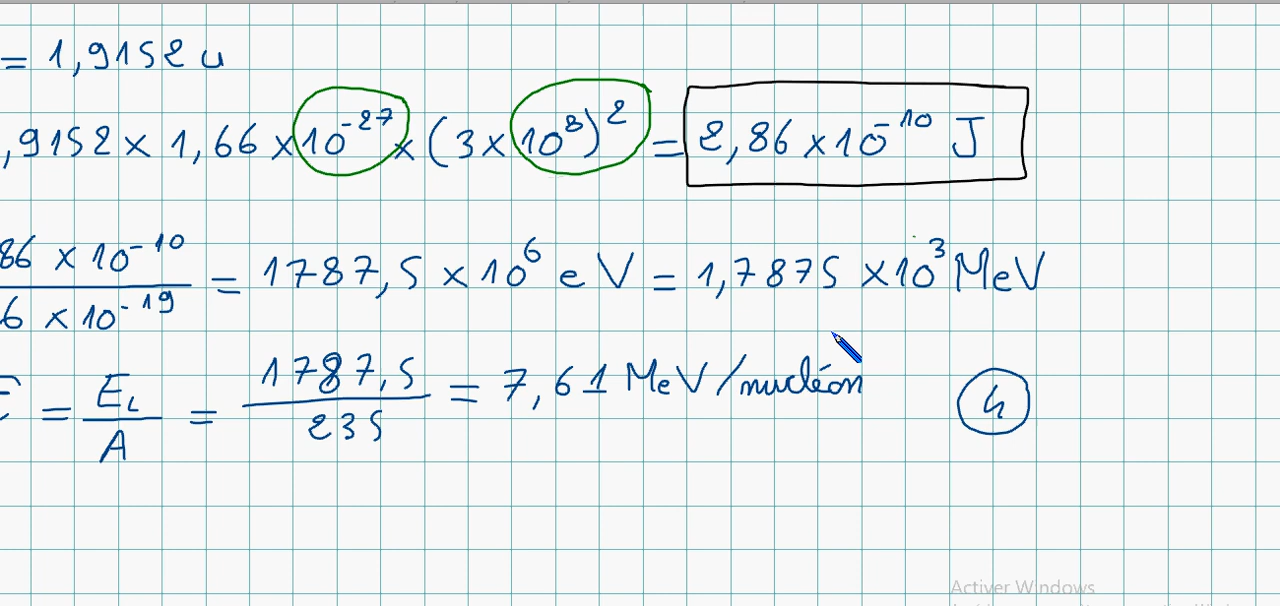 = 1,9152 u
,9152 × 1,66 × 10⁻²⁷ × (3 × 10⁸)² = 2,86 × 10⁻¹⁰ J
86 × 10⁻¹⁰ / 6 × 10⁻¹⁹ = 1787,5 × 10⁶ eV = 1,7875 × 10³ MeV
= E_L / A = 1787,5 / 235 = 7,61 MeV/nucléon 4
Activer Windows